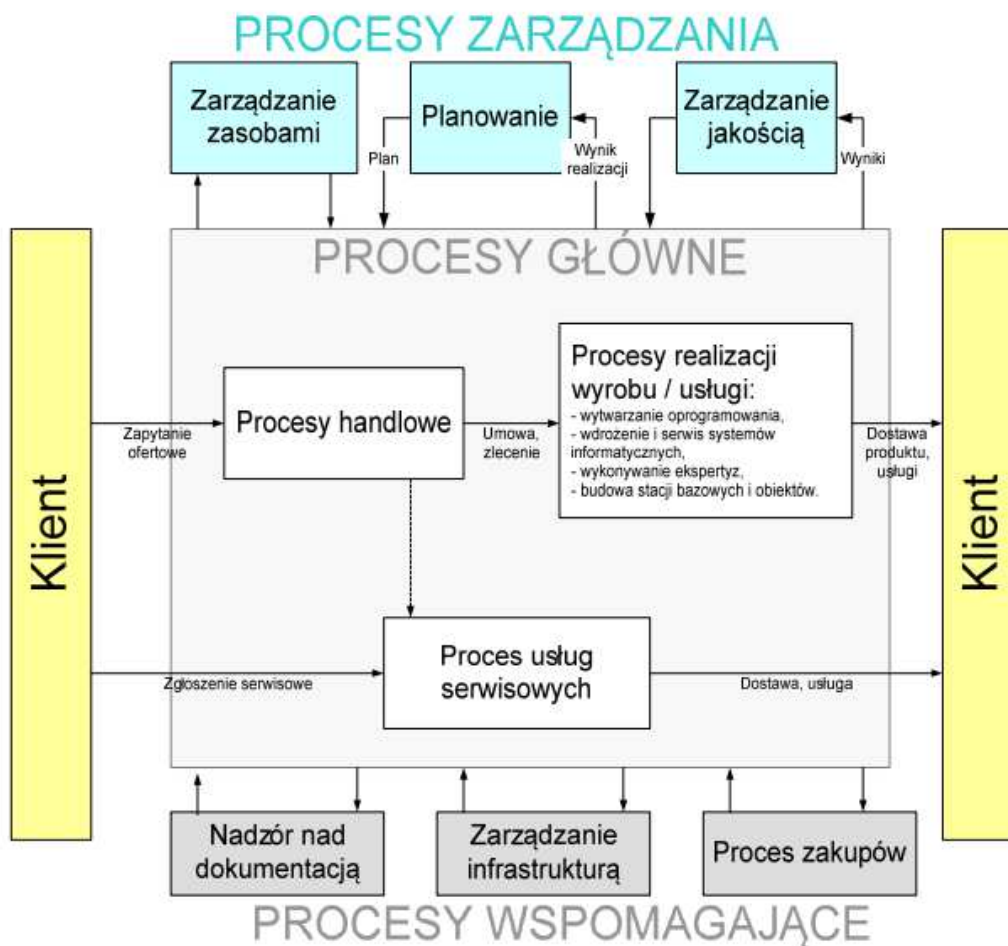 PROCESY ZARZĄDZANIA
Zarządzanie
zasobami
Planowanie
Zarządzanie
jakością
Plan
Wynik
realizacji
Wyniki
PROCESY GŁÓWNE
Klient
Zapytanie
ofertowe
Procesy handlowe
Umowa,
zlecenie
Procesy realizacji
wyrobu / usługi:
- wytwarzanie oprogramowania,
- wdrożenie i serwis systemów
informatycznych,
- wykonywanie ekspertyz,
- budowa stacji bazowych i obiektów.
Dostawa
produktu,
usługi
Klient
Zgłoszenie serwisowe
Proces usług
serwisowych
Dostawa, usługa
Nadzór nad
dokumentacją
Zarządzanie
infrastrukturą
Proces zakupów
PROCESY WSPOMAGAJĄCE